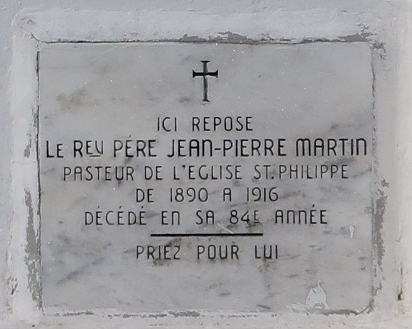 ICI REPOSE
LE REV PÉRE JEAN-PIERRE MARTIN
PASTEUR DE L'EGLISE ST. PHILIPPE
DE 1890 A 1916
DÉCÉDÉ EN SA 84E ANNÉE
PRIEZ POUR LUI